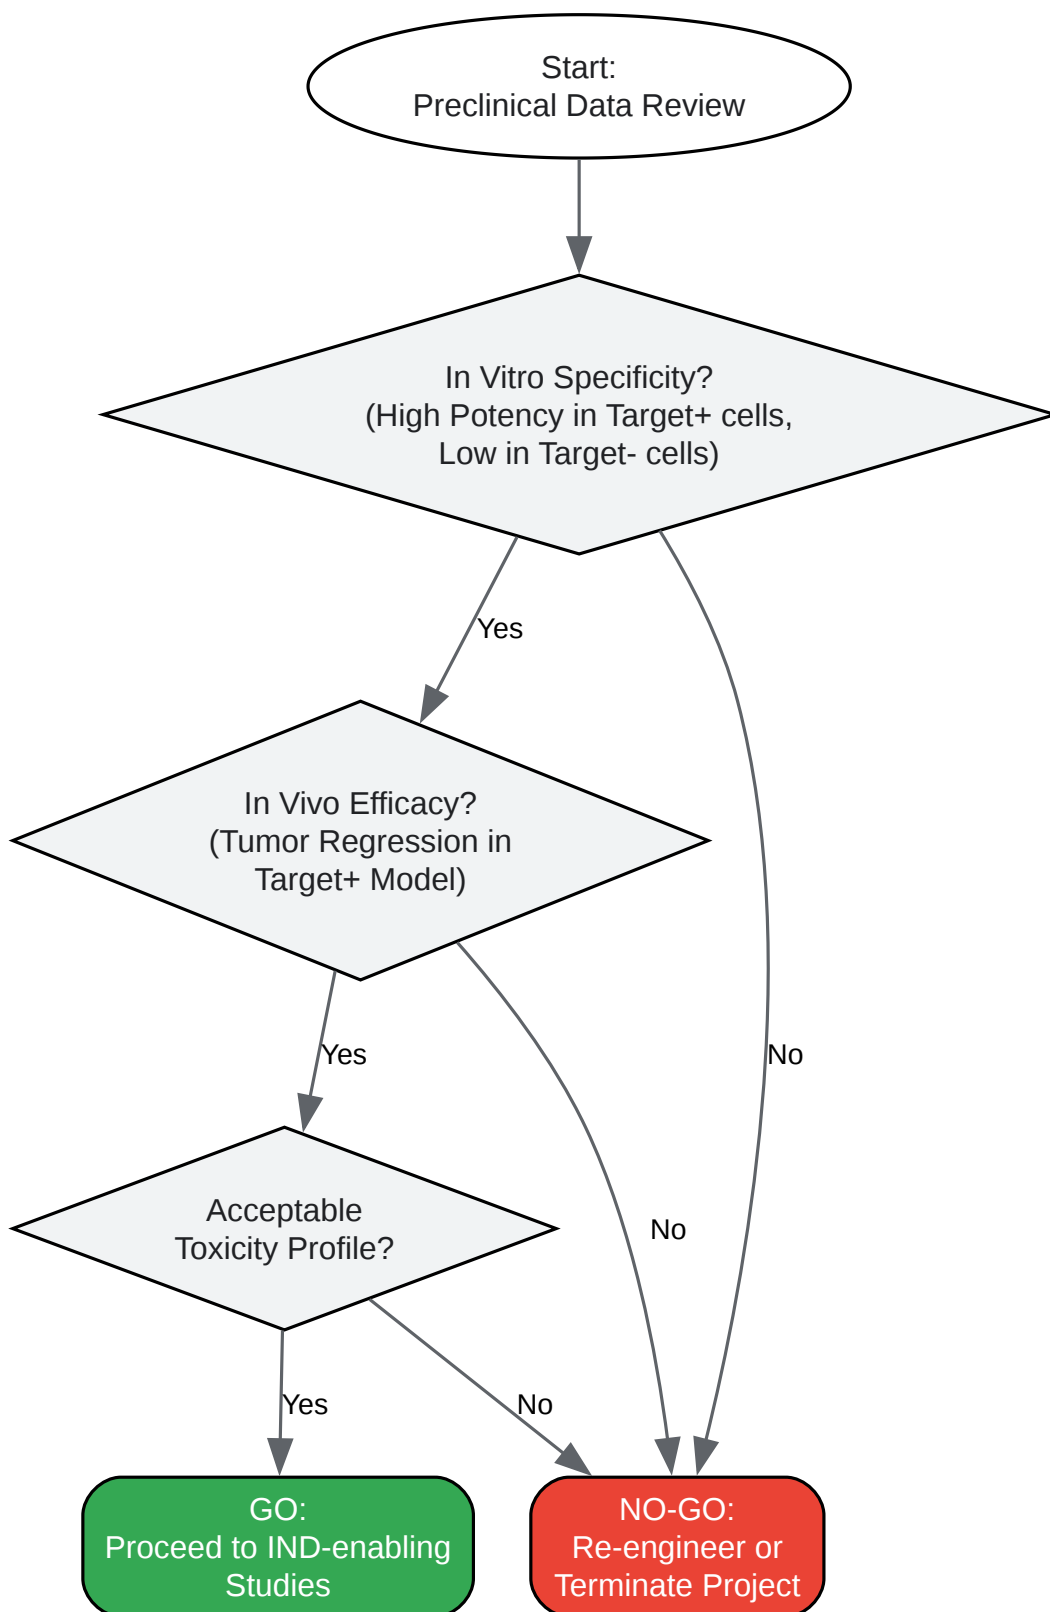 Start:
Preclinical Data Review
In Vitro Specificity?
(High Potency in Target+ cells,
Low in Target- cells)
Yes
In Vivo Efficacy?
(Tumor Regression in
Target+ Model)
Yes
No
Acceptable
Toxicity Profile?
No
Yes
No
GO:
Proceed to IND-enabling
Studies
NO-GO:
Re-engineer or
Terminate Project